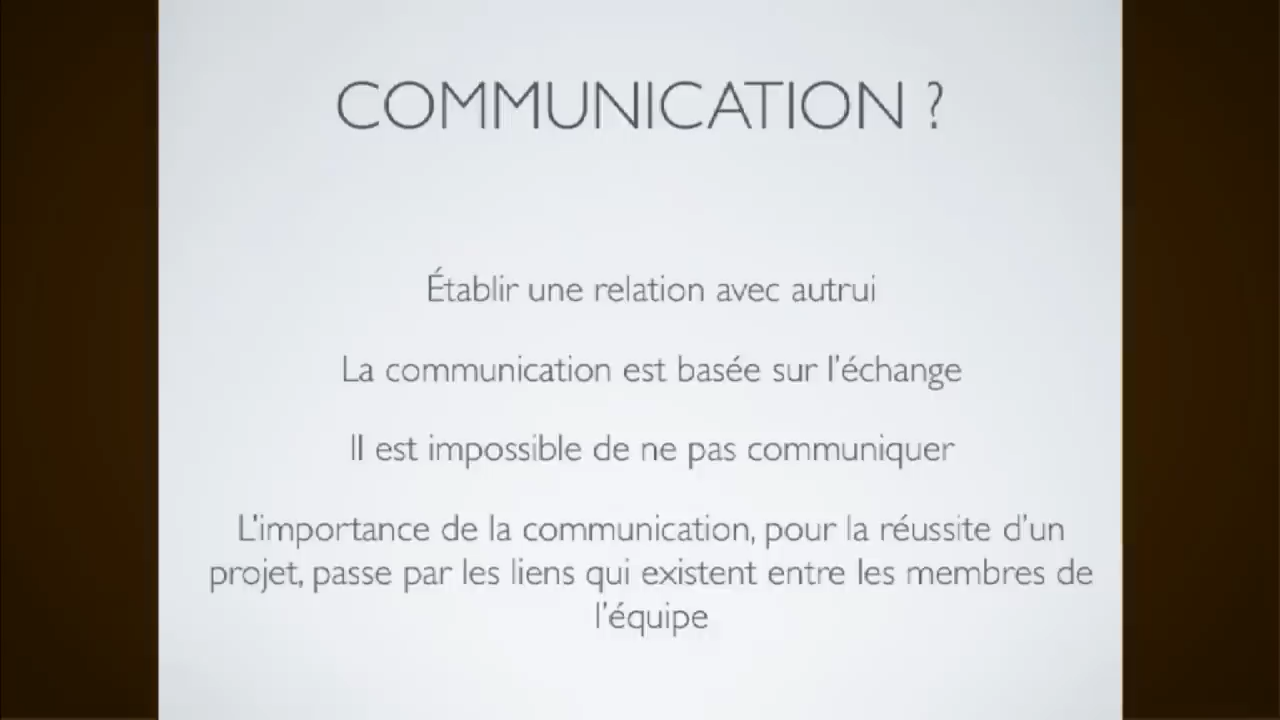 COMMUNICATION ?
Établir une relation avec autrui
La communication est basée sur l'échange
Il est impossible de ne pas communiquer
L'importance de la communication, pour la réussite d'un
projet, passe par les liens qui existent entre les membres de
l'équipe